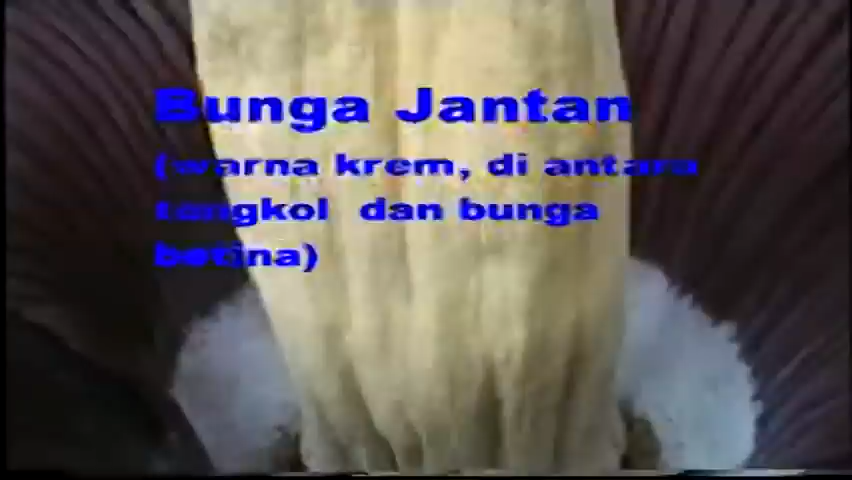 Bunga Jantan
(warna krem, di antara
tongkol dan bunga
betina)